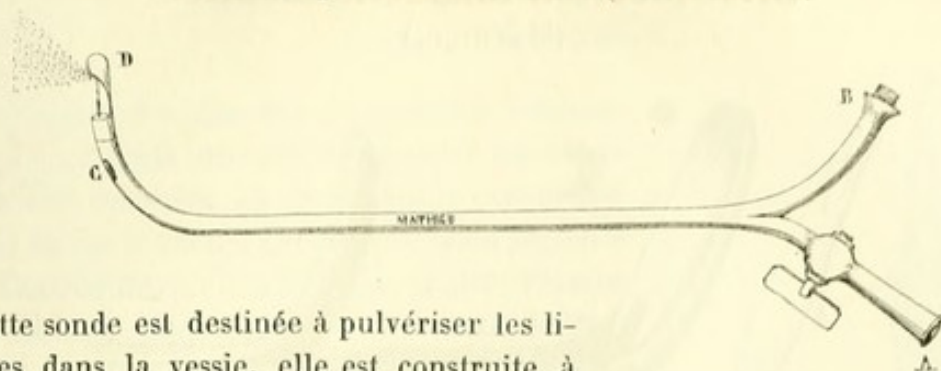 D
B
C
MATHIEU
A
tte sonde est destinée à pulvériser les li-
es dans la vessie, elle est construite à